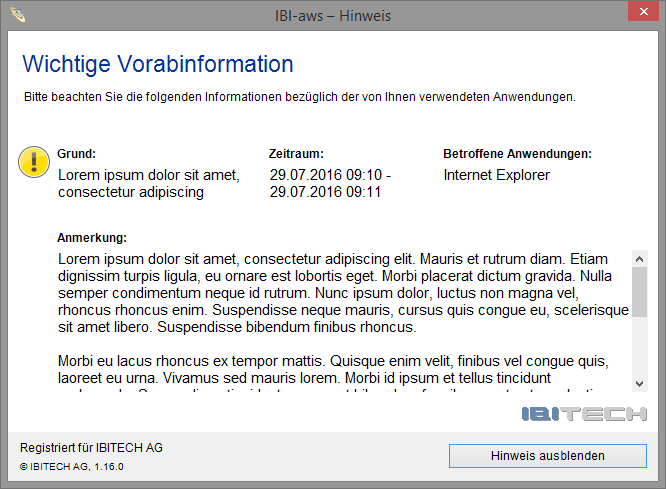 IBI-aws – Hinweis
Wichtige Vorabinformation
Bitte beachten Sie die folgenden Informationen bezüglich der von Ihnen verwendeten Anwendungen.
Grund:
Lorem ipsum dolor sit amet,
consectetur adipiscing
Zeitraum:
29.07.2016 09:10 -
29.07.2016 09:11
Betroffene Anwendungen:
Internet Explorer
Anmerkung:
Lorem ipsum dolor sit amet, consectetur adipiscing elit. Mauris et rutrum diam. Etiam
dignissim turpis ligula, eu ornare est lobortis eget. Morbi placerat dictum gravida. Nulla
semper condimentum neque id rutrum. Nunc ipsum dolor, luctus non magna vel,
rhoncus rhoncus enim. Suspendisse neque mauris, cursus quis congue eu, scelerisque
sit amet libero. Suspendisse bibendum finibus rhoncus.
Morbi eu lacus rhoncus ex tempor mattis. Quisque enim velit, finibus vel congue quis,
laoreet eu urna. Vivamus sed mauris lorem. Morbi id ipsum et tellus tincidunt
IBITECH
Registriert für IBITECH AG
© IBITECH AG, 1.16.0
Hinweis ausblenden